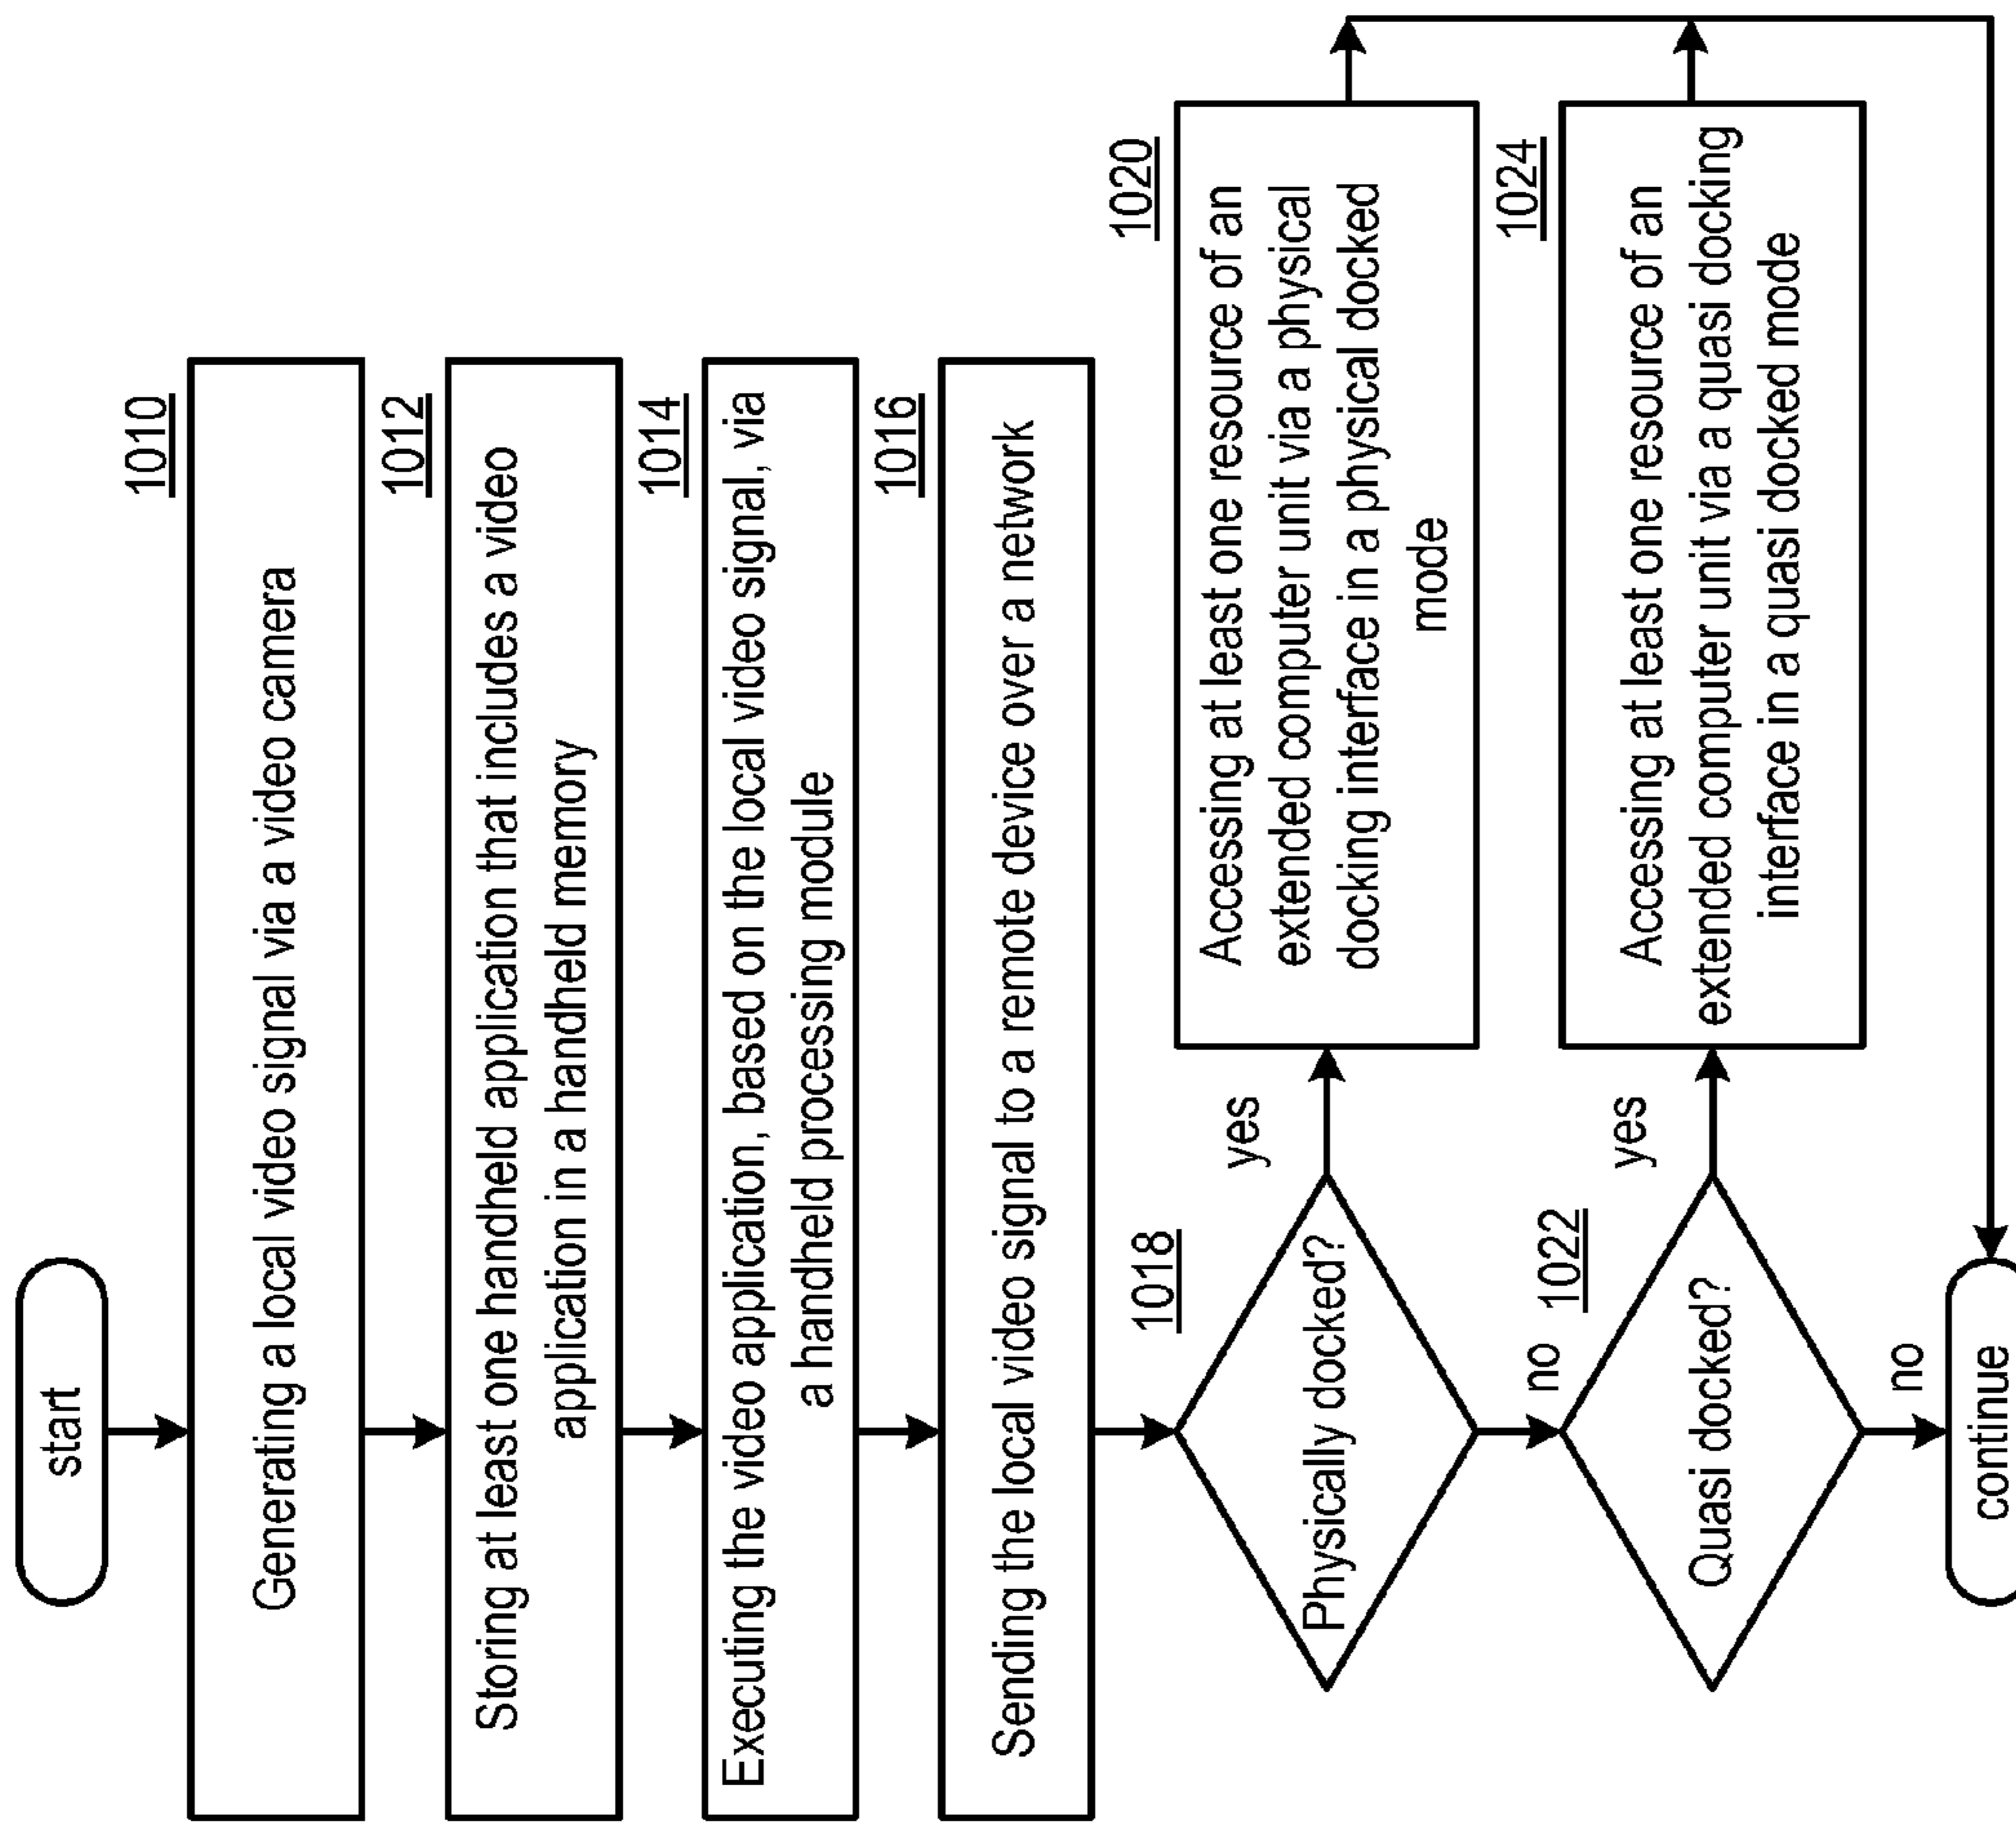 start
1010
Generating a local video signal via a video camera
1012
Storing at least one handheld application that includes a video
application in a handheld memory
1014
Executing the video application, based on the local video signal, via
a handheld processing module
1016
Sending the local video signal to a remote device over a network
1018
Physically docked?
yes
1020
Accessing at least one resource of an
extended computer unit via a physical
docking interface in a physical docked
mode
no
1022
Quasi docked?
yes
1024
Accessing at least one resource of an
extended computer unit via a quasi docking
interface in a quasi docked mode
no
continue